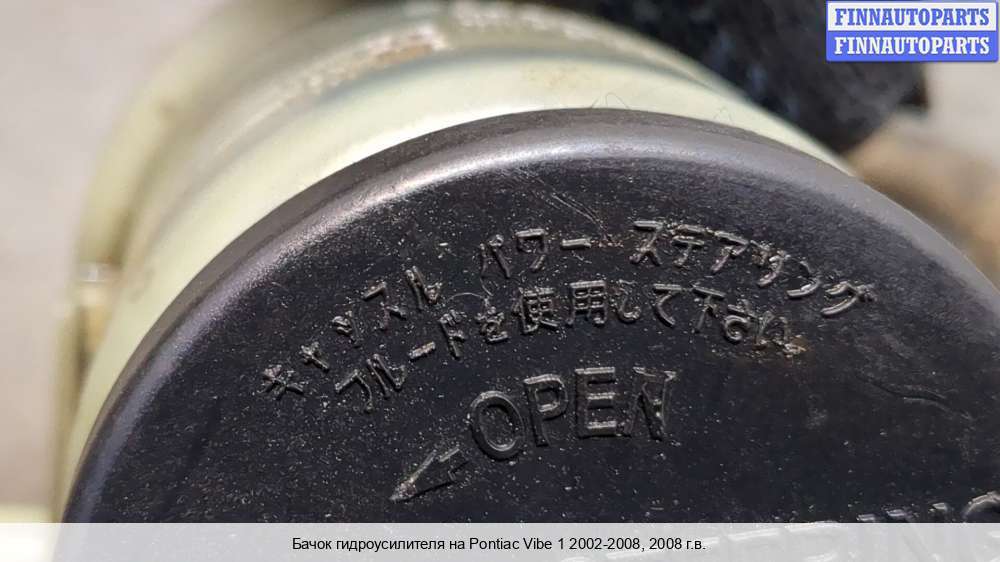 FINNAUTOPARTS
FINNAUTOPARTS
キャッスル パワーステアリング
フルードを使用して下さい。
OPEN
Бачок гидроусилителя на Pontiac Vibe 1 2002-2008, 2008 г.в.